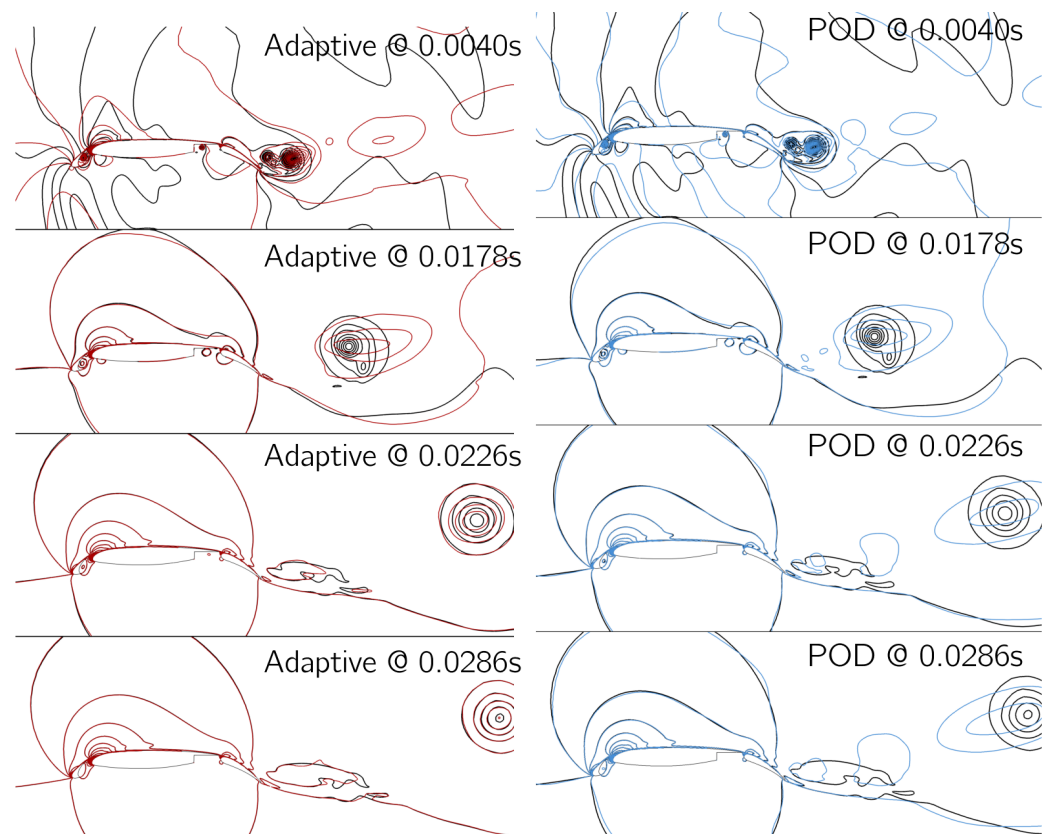 Adaptive @ 0.0040s
POD @ 0.0040s
Adaptive @ 0.0178s
POD @ 0.0178s
Adaptive @ 0.0226s
POD @ 0.0226s
Adaptive @ 0.0286s
POD @ 0.0286s